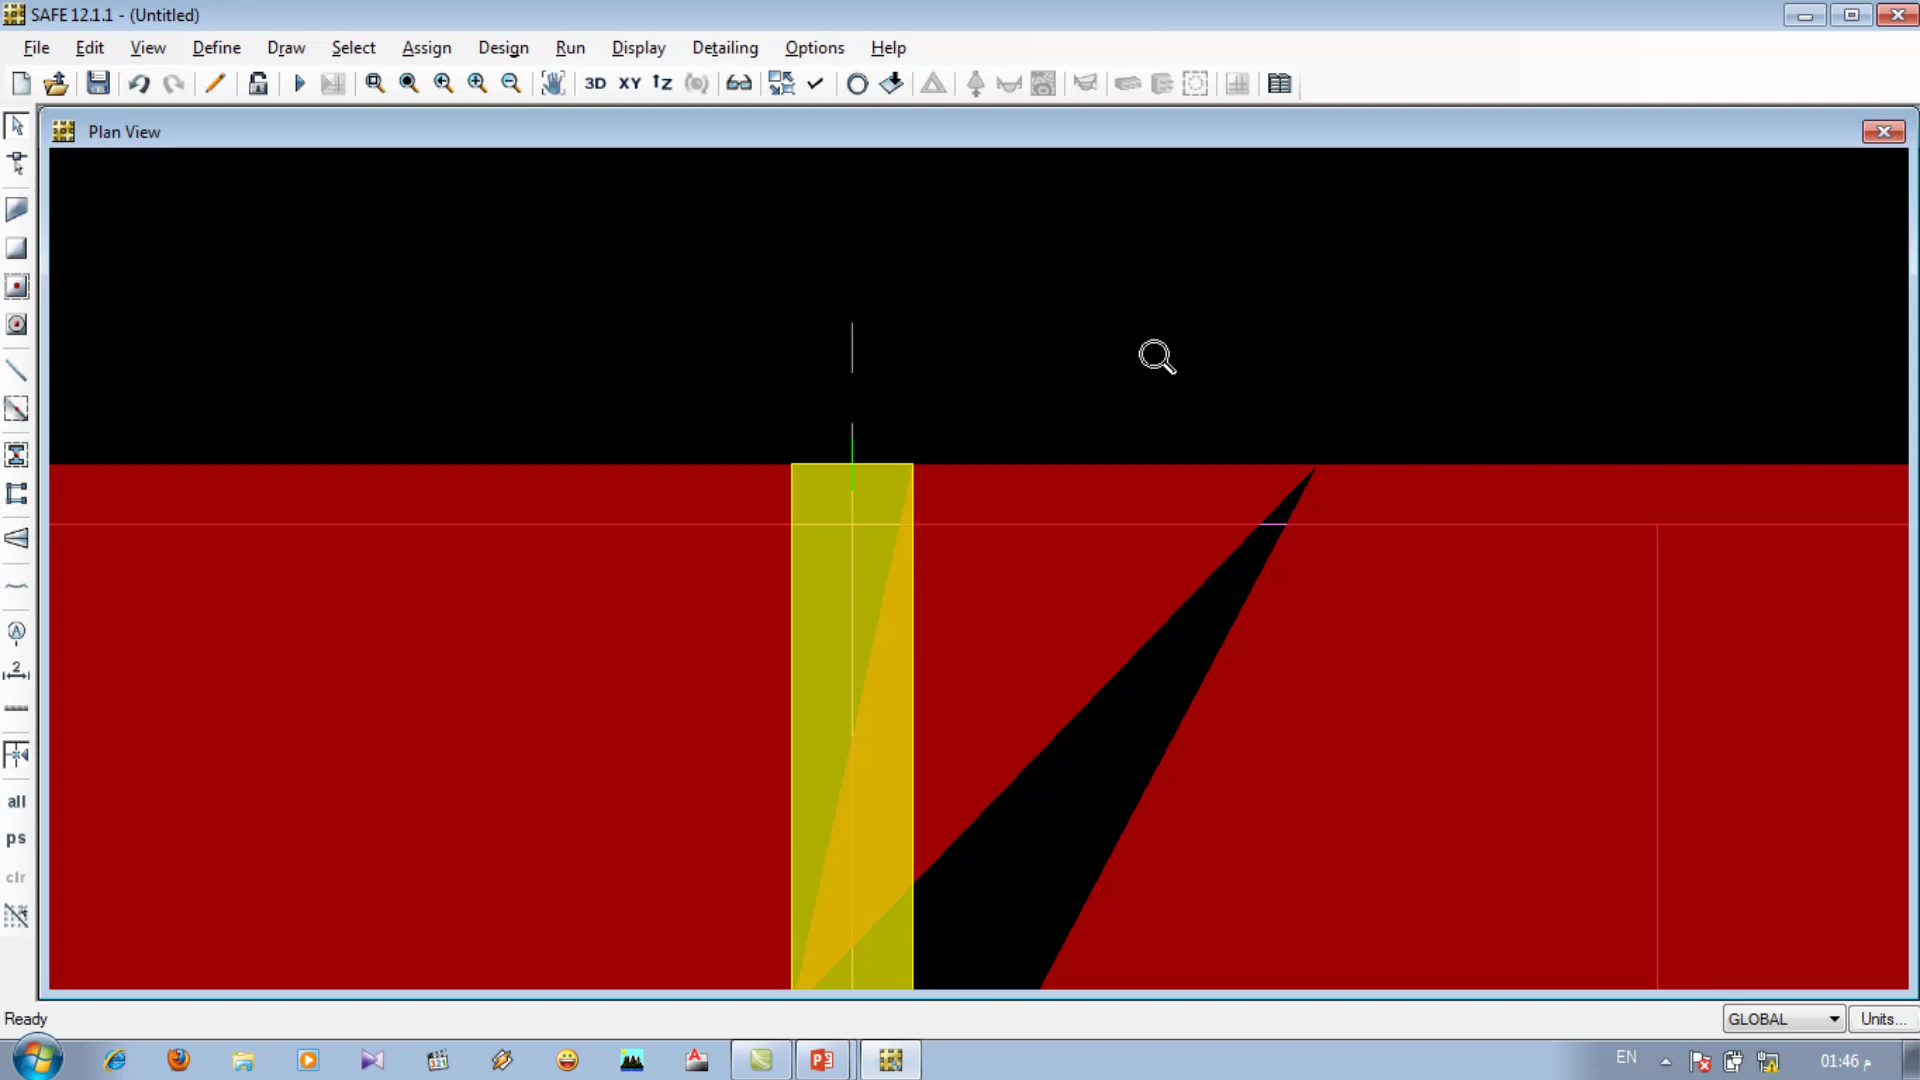 SAFE 12.1.1 - (Untitled)
File Edit View Define Draw Select Assign Design Run Display Detailing Options Help
3D XY
Plan View
2
all
ps
clr
Ready
GLOBAL
Units...
EN
01:46 م